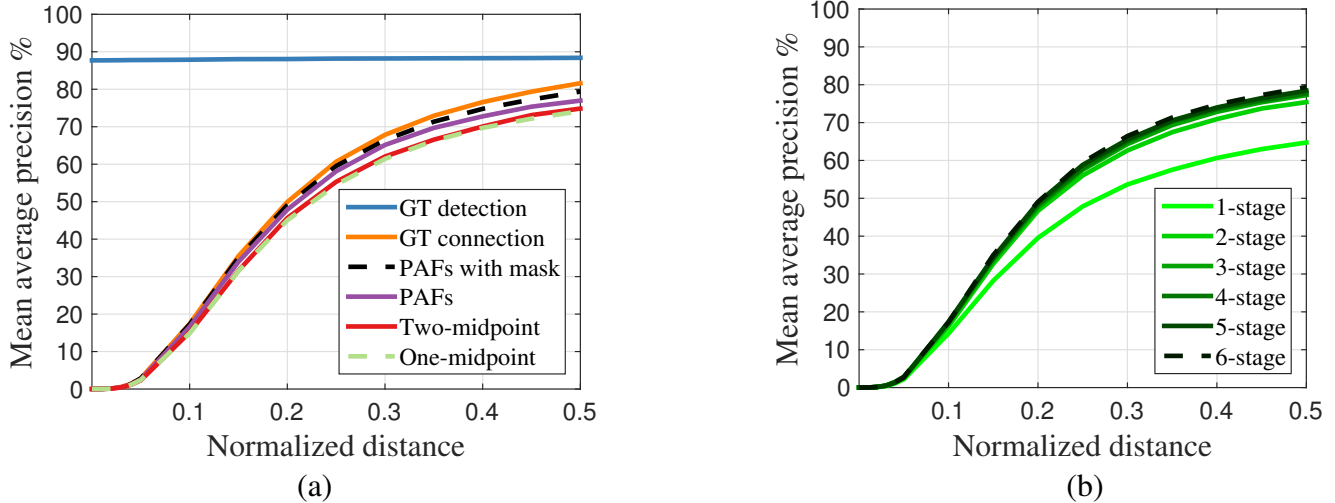 Mean average precision %
100
90
80
70
60
50
40
30
20
10
0
GT detection
GT connection
PAFs with mask
PAFs
Two-midpoint
One-midpoint
0.1 0.2 0.3 0.4 0.5
Normalized distance
(a)
Mean average precision %
100
90
80
70
60
50
40
30
20
10
0
1-stage
2-stage
3-stage
4-stage
5-stage
6-stage
0.1 0.2 0.3 0.4 0.5
Normalized distance
(b)